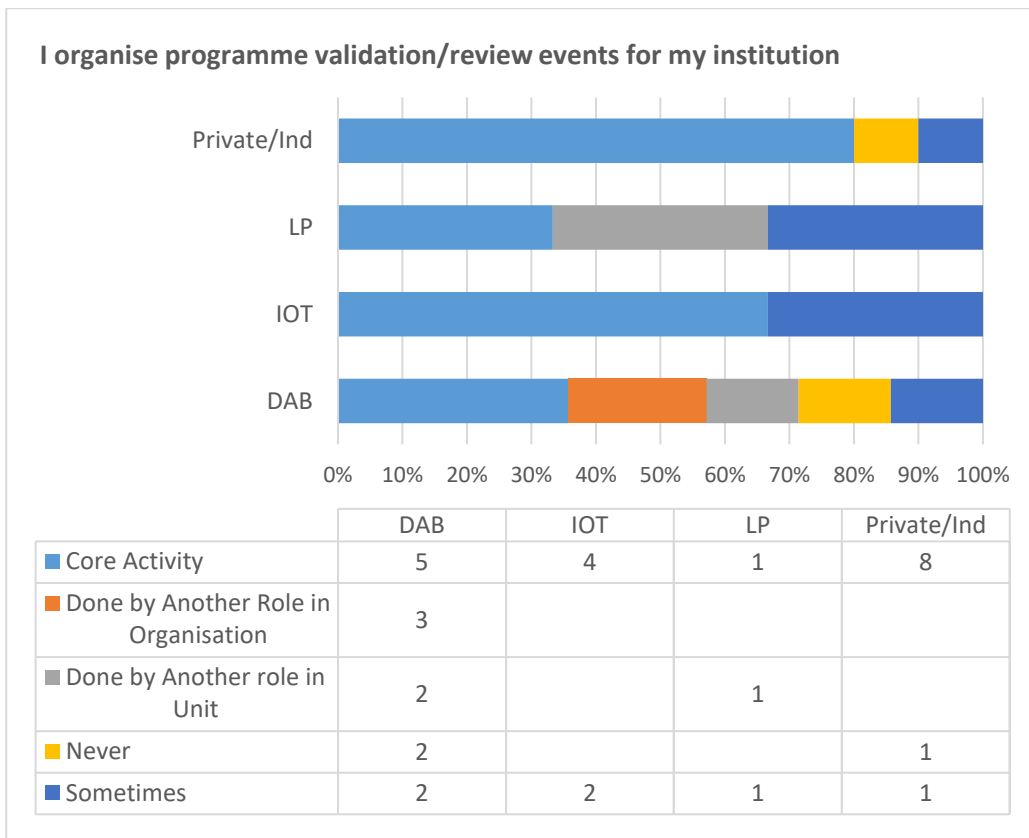 I organise programme validation/review events for my institution
Private/Ind
LP
IOT
DAB
0% 10% 20% 30% 40% 50% 60% 70% 80% 90% 100%
DAB IOT LP Private/Ind
Core Activity 5 4 1 8
Done by Another Role in
Organisation 3
Done by Another role in
Unit 2 1
Never 2 1
Sometimes 2 2 1 1